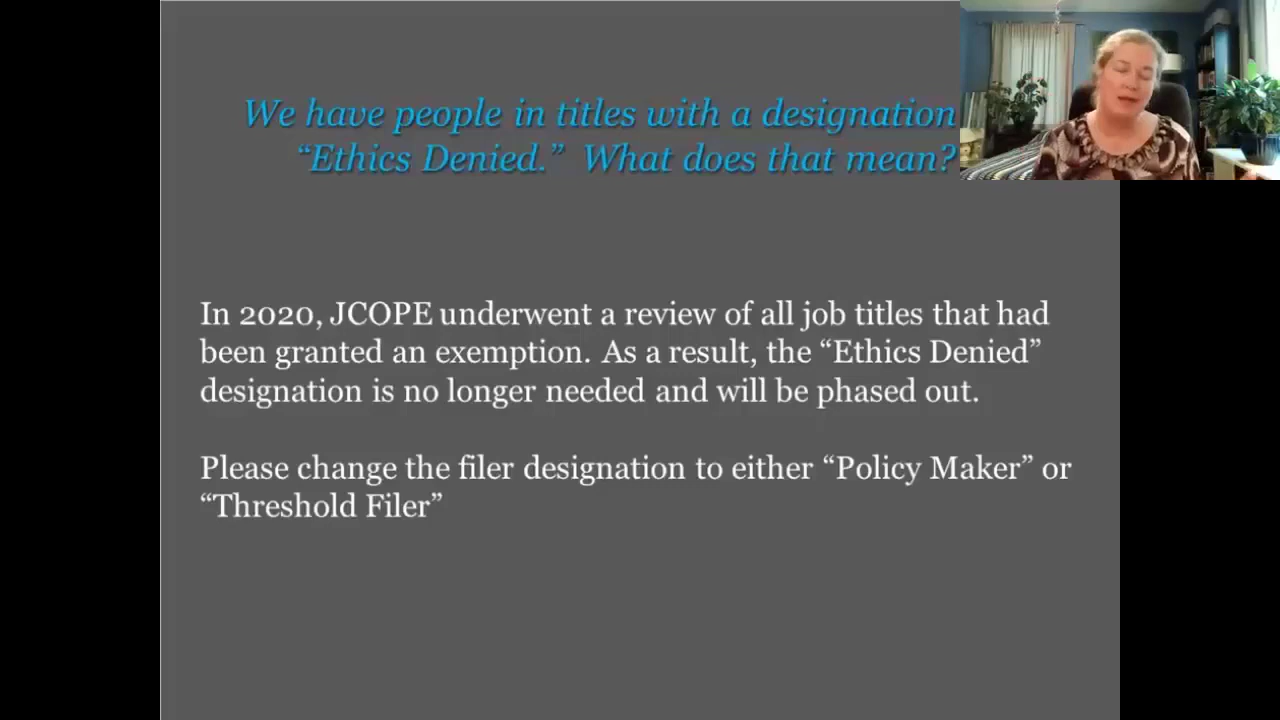 We have people in titles with a designation
“Ethics Denied.” What does that mean?
In 2020, JCOPE underwent a review of all job titles that had
been granted an exemption. As a result, the “Ethics Denied”
designation is no longer needed and will be phased out.
Please change the filer designation to either “Policy Maker” or
“Threshold Filer”